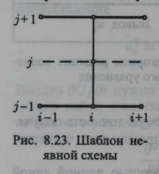 j+1
j
j−1
i−1 i i+1
Рис. 8.23. Шаблон не-
явной схемы